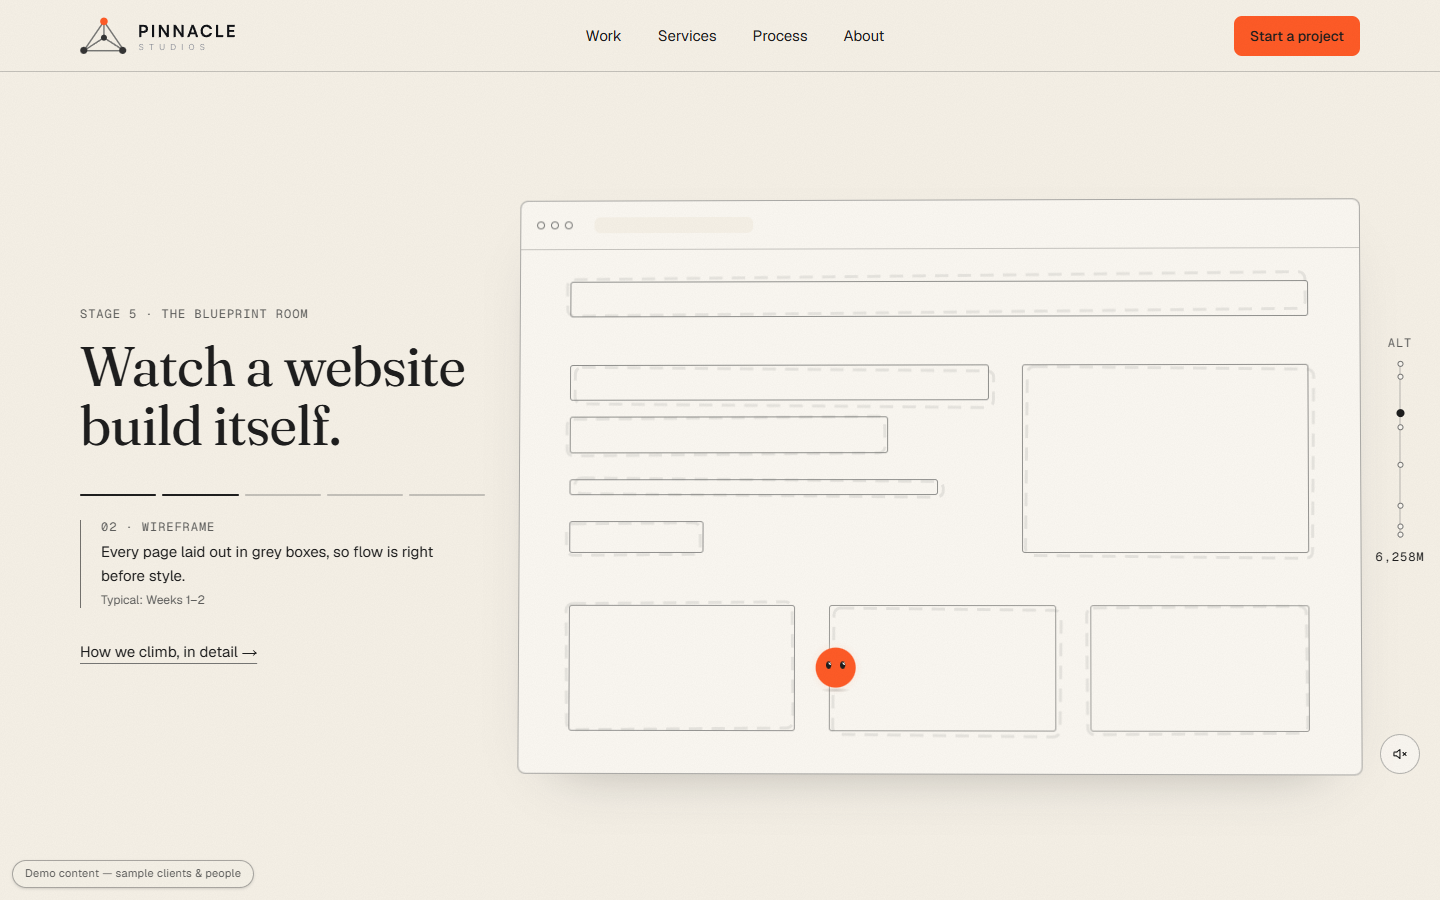 PINNACLE
STUDIOS
Work
Services
Process
About
Start a project
STAGE 5 · THE BLUEPRINT ROOM
Watch a website
build itself.
02 · WIREFRAME
Every page laid out in grey boxes, so flow is right
before style.
Typical: Weeks 1–2
How we climb, in detail →
ALT
6,258M
Demo content — sample clients & people